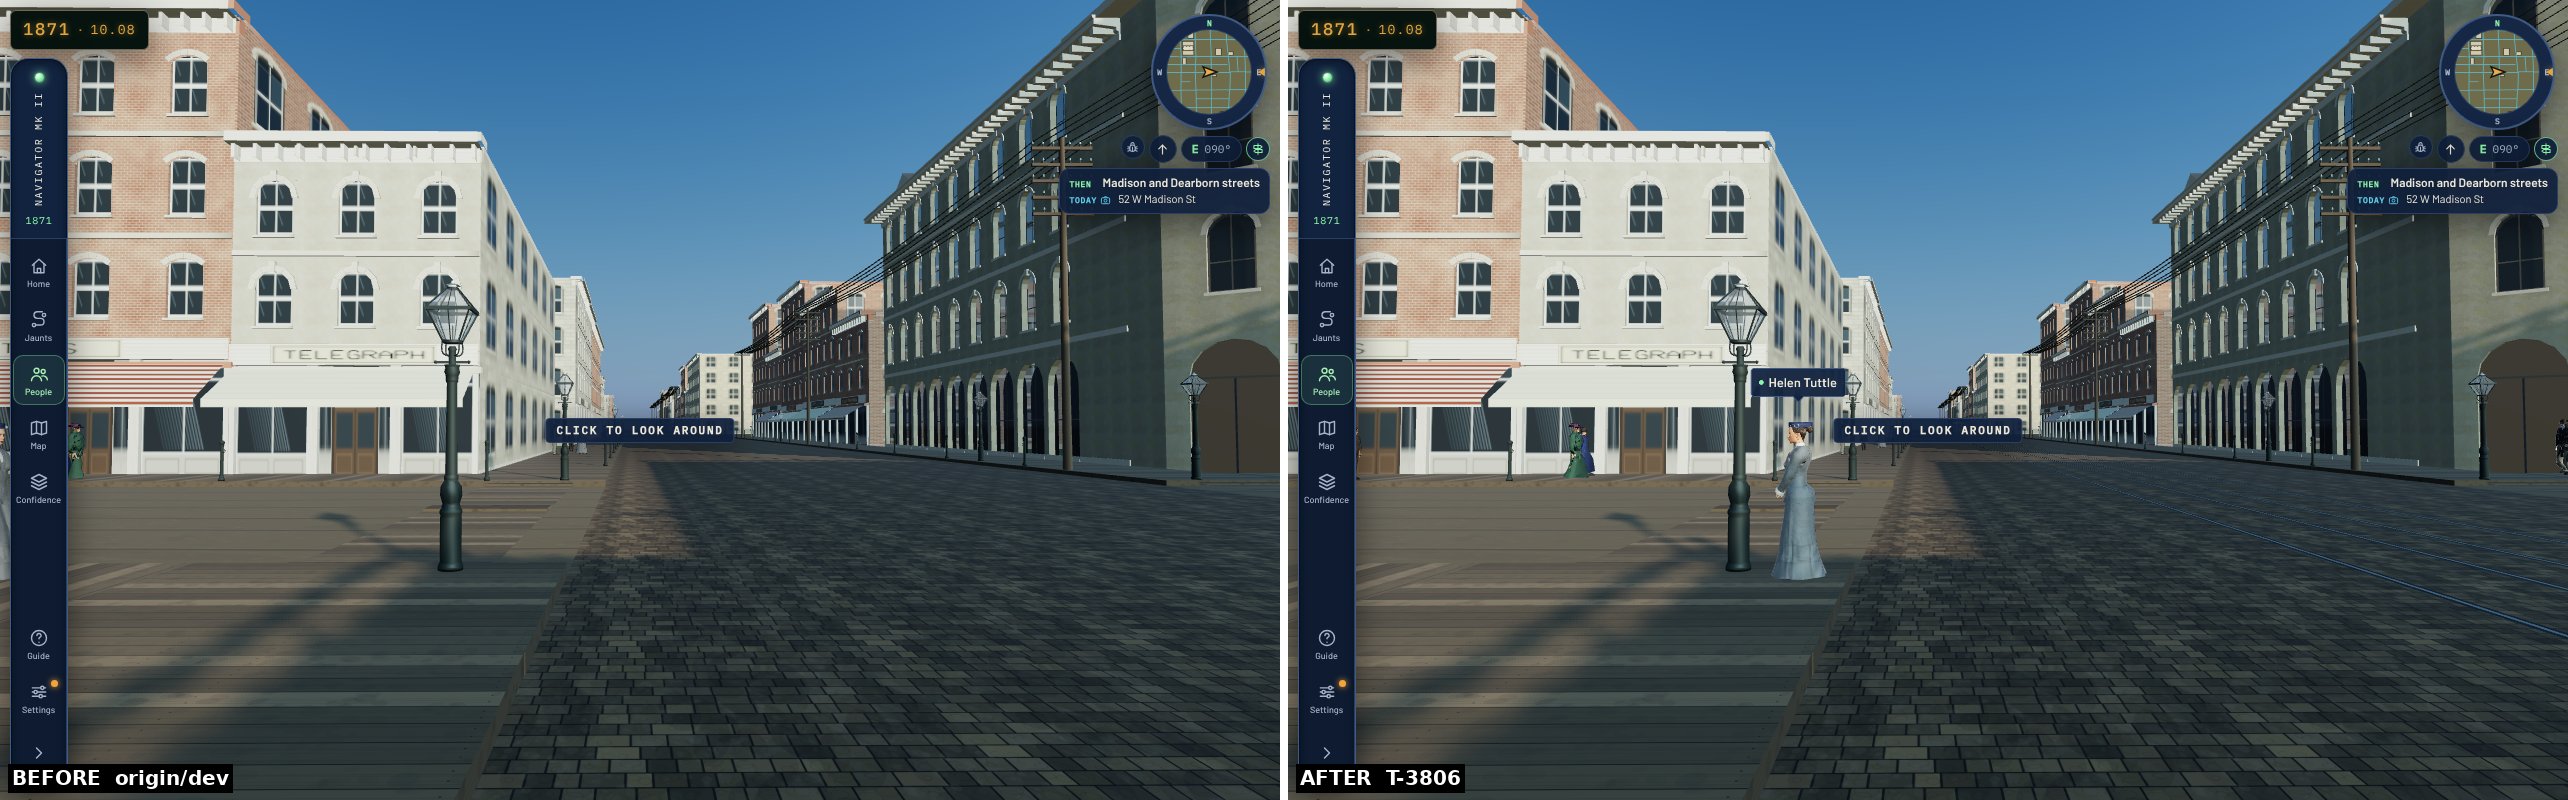 1871 · 10.08
NAVIGATOR MK II
1871
Home
Jaunts
People
Map
Confidence
Guide
Settings
S
TELEGRAPH
CLICK TO LOOK AROUND
N
W
E
S
E 090°
THEN Madison and Dearborn streets
TODAY 52 W Madison St
BEFORE origin/dev
1871 · 10.08
NAVIGATOR MK II
1871
Home
Jaunts
People
Map
Confidence
Guide
Settings
S
TELEGRAPH
Helen Tuttle
CLICK TO LOOK AROUND
N
W
E
S
E 090°
THEN Madison and Dearborn streets
TODAY 52 W Madison St
AFTER T-3806